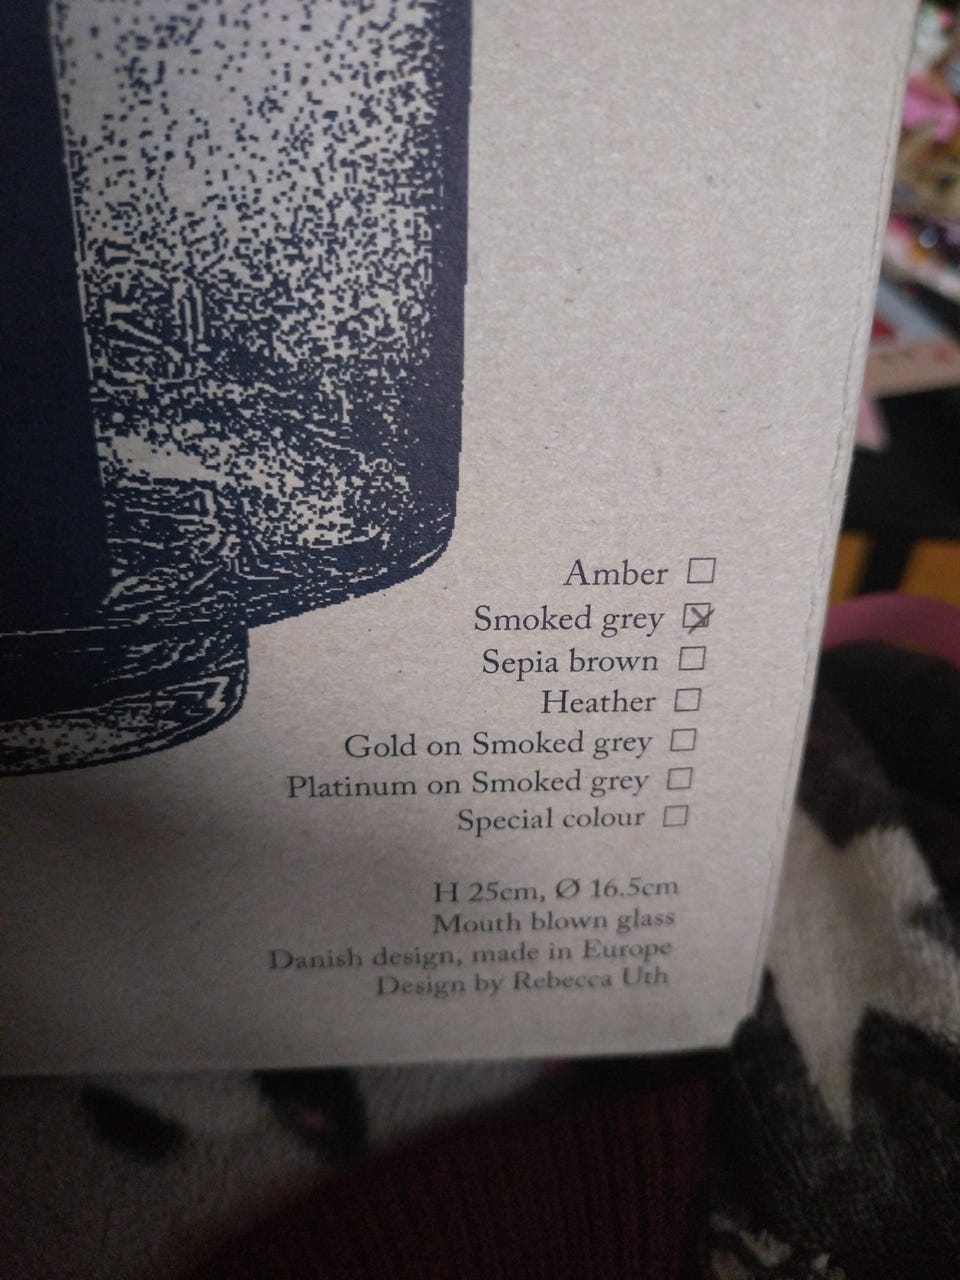 Amber ☐
Smoked grey ☒
Sepia brown ☐
Heather ☐
Gold on Smoked grey ☐
Platinum on Smoked grey ☐
Special colour ☐
H 25cm, Ø 16.5cm
Mouth blown glass
Danish design, made in Europe
Design by Rebecca Uth